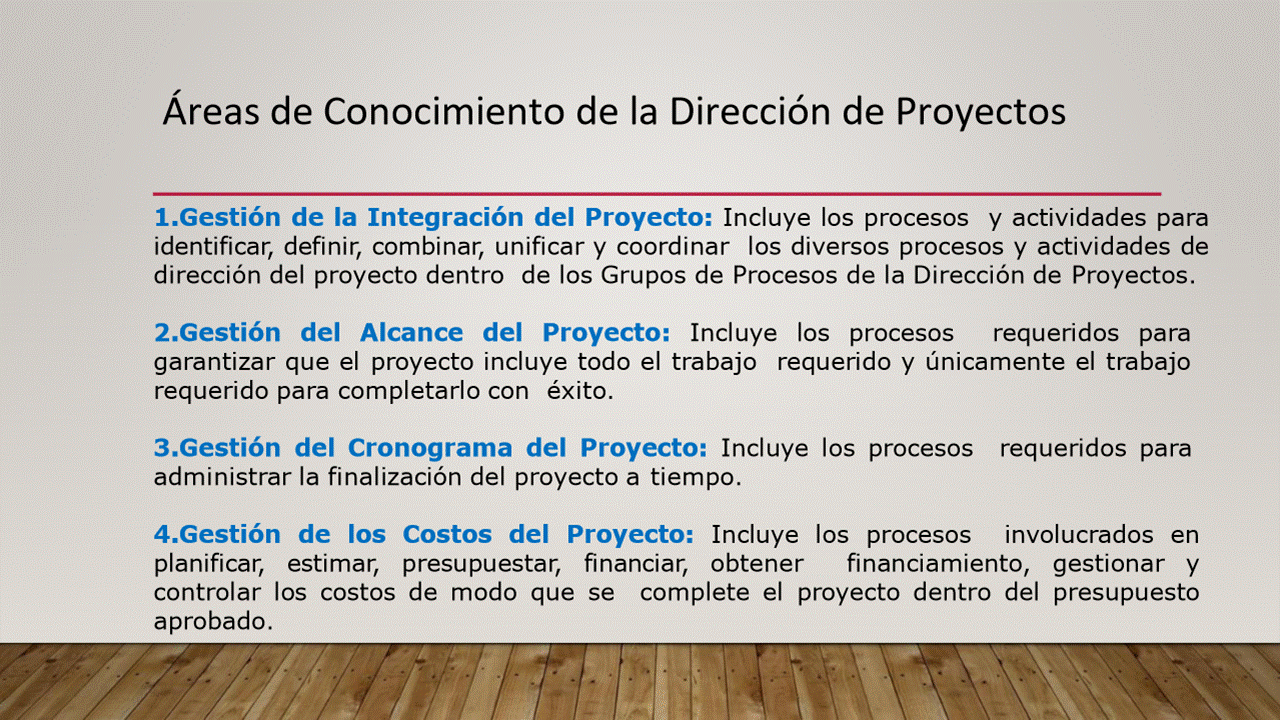 Áreas de Conocimiento de la Dirección de Proyectos
1.Gestión de la Integración del Proyecto: Incluye los procesos y actividades para
identificar, definir, combinar, unificar y coordinar los diversos procesos y actividades de
dirección del proyecto dentro de los Grupos de Procesos de la Dirección de Proyectos.
2.Gestión del Alcance del Proyecto: Incluye los procesos requeridos para
garantizar que el proyecto incluye todo el trabajo requerido y únicamente el trabajo
requerido para completarlo con éxito.
3.Gestión del Cronograma del Proyecto: Incluye los procesos requeridos para
administrar la finalización del proyecto a tiempo.
4.Gestión de los Costos del Proyecto: Incluye los procesos involucrados en
planificar, estimar, presupuestar, financiar, obtener financiamiento, gestionar y
controlar los costos de modo que se complete el proyecto dentro del presupuesto
aprobado.